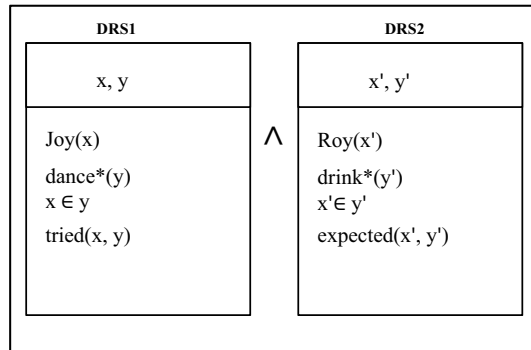 DRS1
x, y
Joy(x)
dance*(y)
x ∈ y
tried(x, y)
∧
DRS2
x', y'
Roy(x')
drink*(y')
x'∈ y'
expected(x', y')